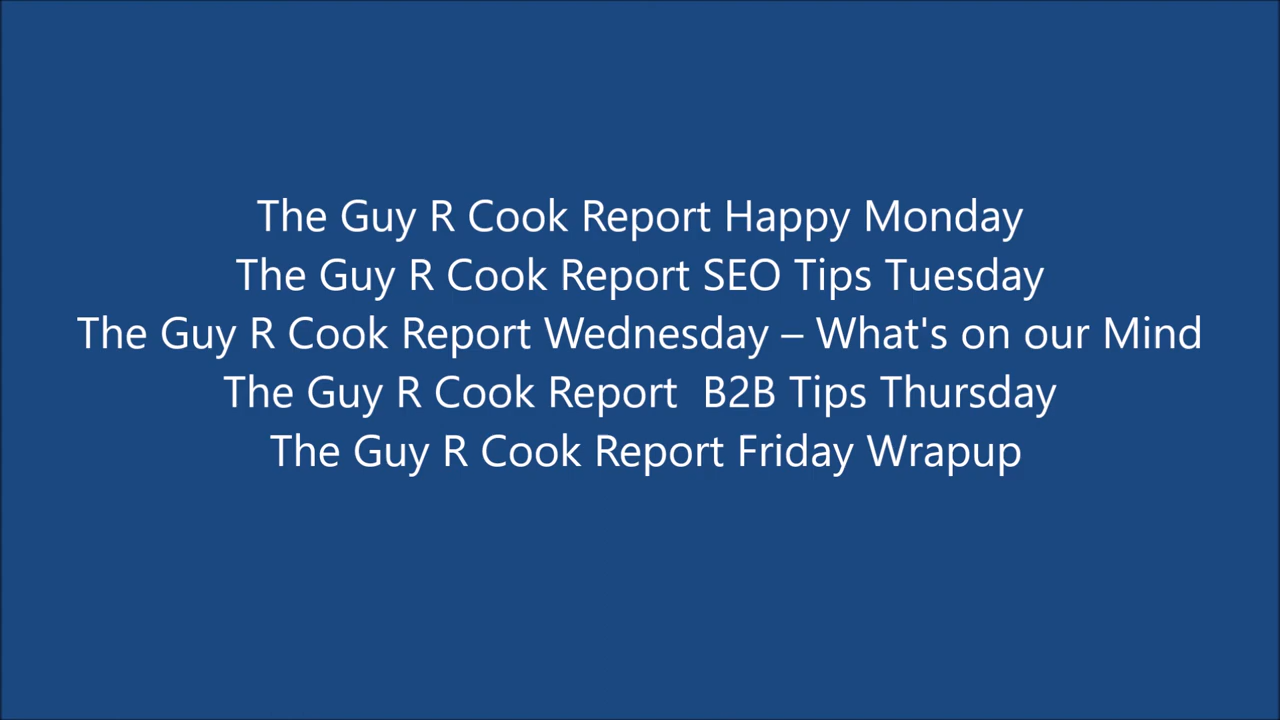 The Guy R Cook Report Happy Monday
The Guy R Cook Report SEO Tips Tuesday
The Guy R Cook Report Wednesday – What's on our Mind
The Guy R Cook Report  B2B Tips Thursday
The Guy R Cook Report Friday Wrapup